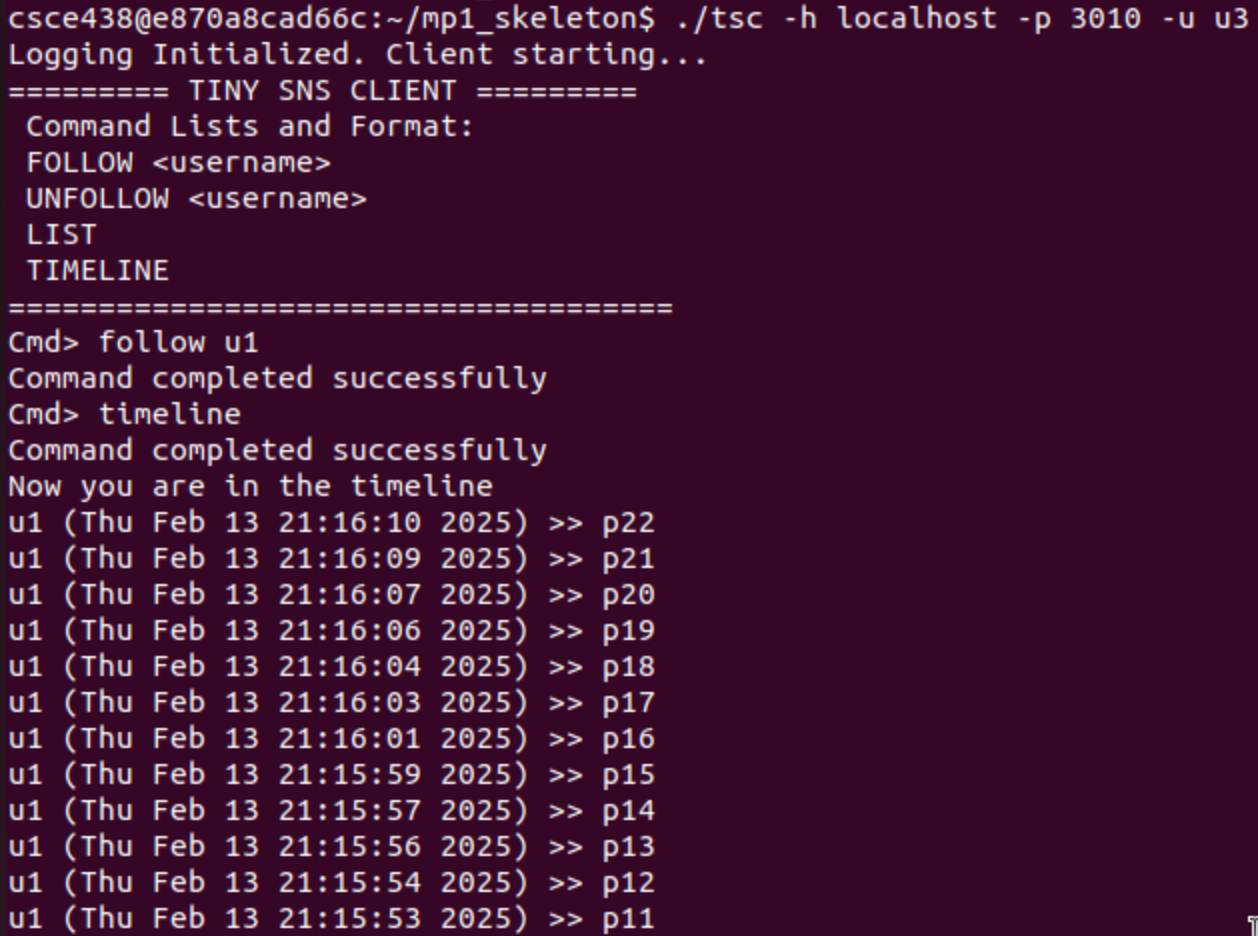 csce438@e870a8cad66c:~/mp1_skeleton$ ./tsc -h localhost -p 3010 -u u3
Logging Initialized. Client starting...
========= TINY SNS CLIENT =========
 Command Lists and Format:
 FOLLOW <username>
 UNFOLLOW <username>
 LIST
 TIMELINE
=====================================
Cmd> follow u1
Command completed successfully
Cmd> timeline
Command completed successfully
Now you are in the timeline
u1 (Thu Feb 13 21:16:10 2025) >> p22
u1 (Thu Feb 13 21:16:09 2025) >> p21
u1 (Thu Feb 13 21:16:07 2025) >> p20
u1 (Thu Feb 13 21:16:06 2025) >> p19
u1 (Thu Feb 13 21:16:04 2025) >> p18
u1 (Thu Feb 13 21:16:03 2025) >> p17
u1 (Thu Feb 13 21:16:01 2025) >> p16
u1 (Thu Feb 13 21:15:59 2025) >> p15
u1 (Thu Feb 13 21:15:57 2025) >> p14
u1 (Thu Feb 13 21:15:56 2025) >> p13
u1 (Thu Feb 13 21:15:54 2025) >> p12
u1 (Thu Feb 13 21:15:53 2025) >> p11